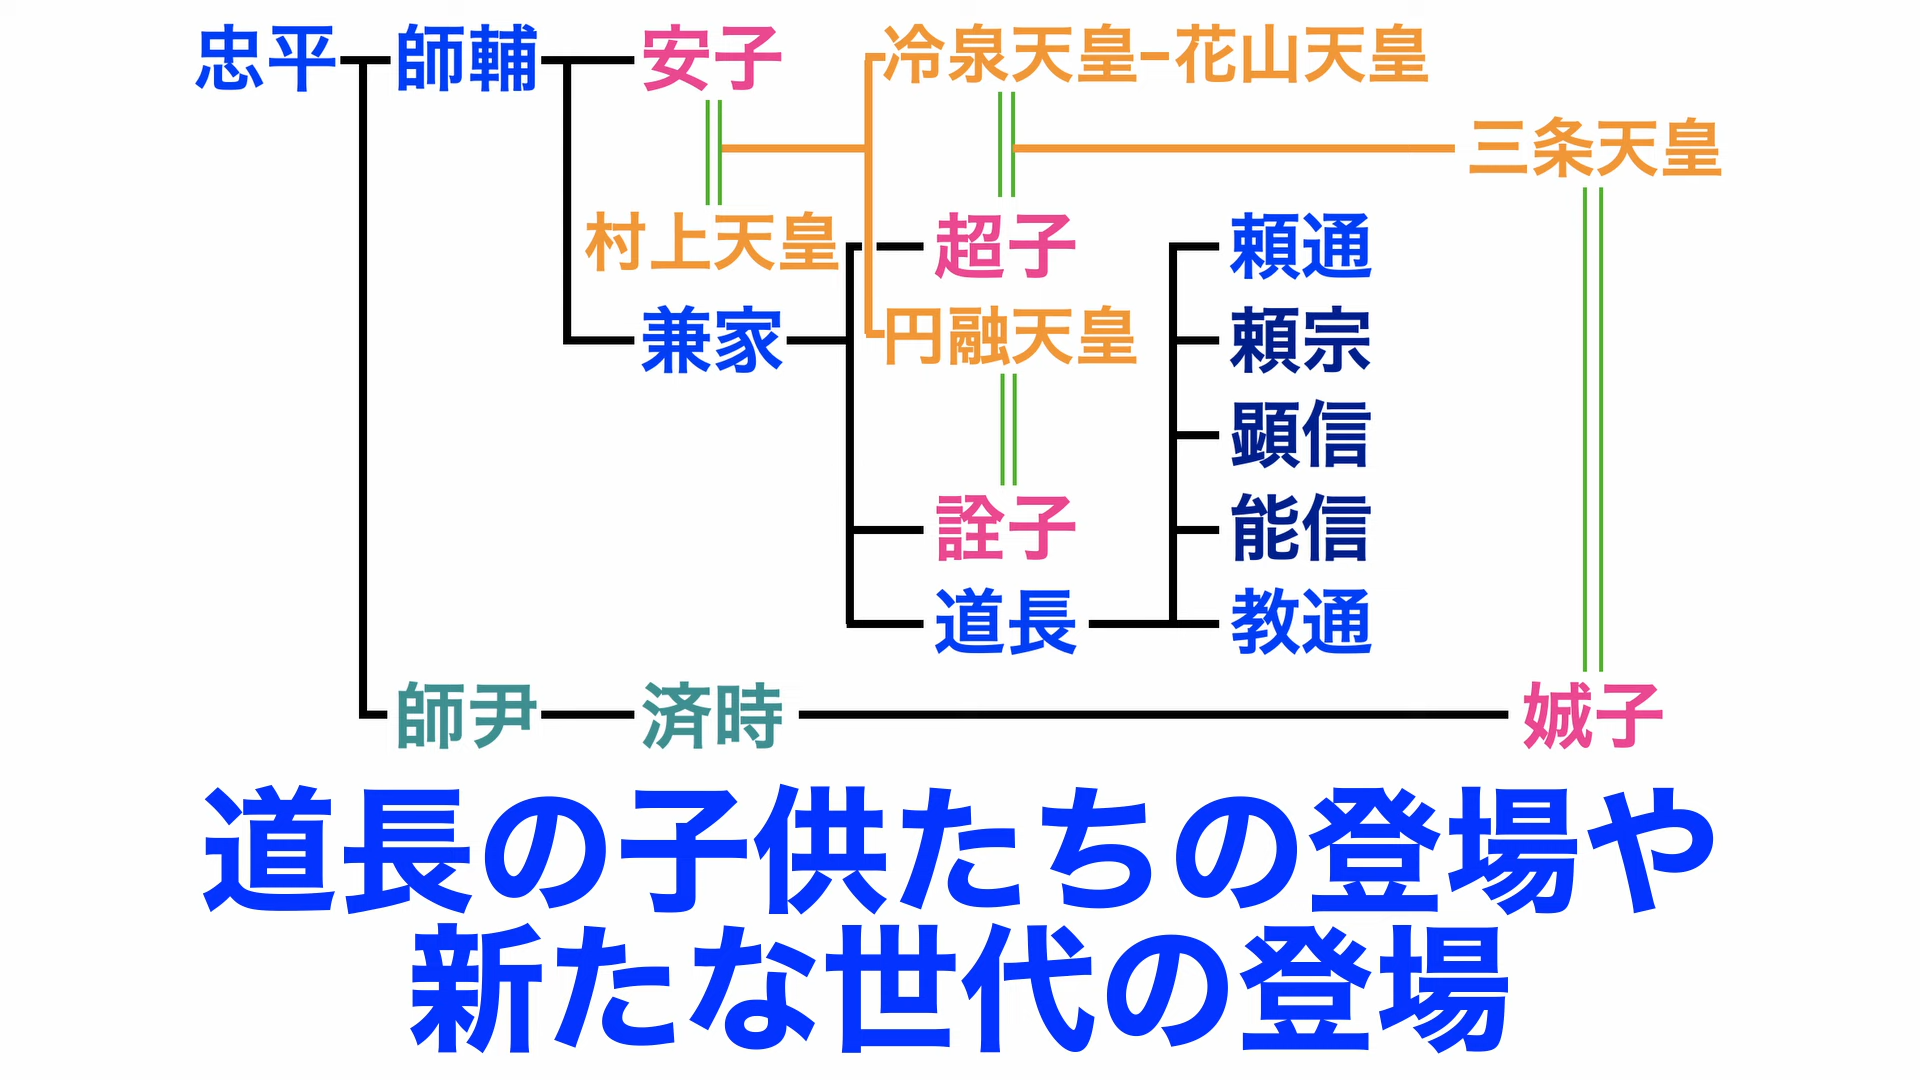 忠平 師輔 安子 冷泉天皇-花山天皇
三条天皇
村上天皇 超子 頼通
兼家 円融天皇 頼宗
顕信
詮子 能信
道長 教通
師尹 済時 娍子
道長の子供たちの登場や
新たな世代の登場